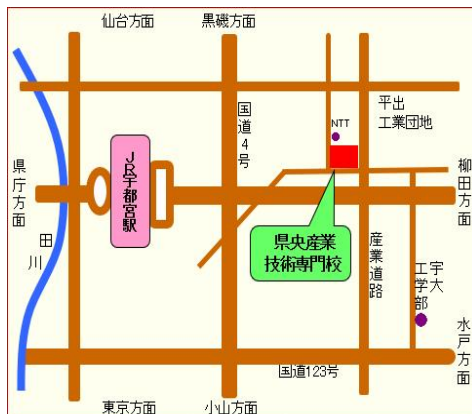 仙台方面
黒磯方面
国道4号
NTT
平出
工業団地
県庁方面
JR宇都宮駅
柳田方面
田川
県央産業
技術専門校
産業道路
宇大
工学部
水戸方面
国道123号
東京方面
小山方面